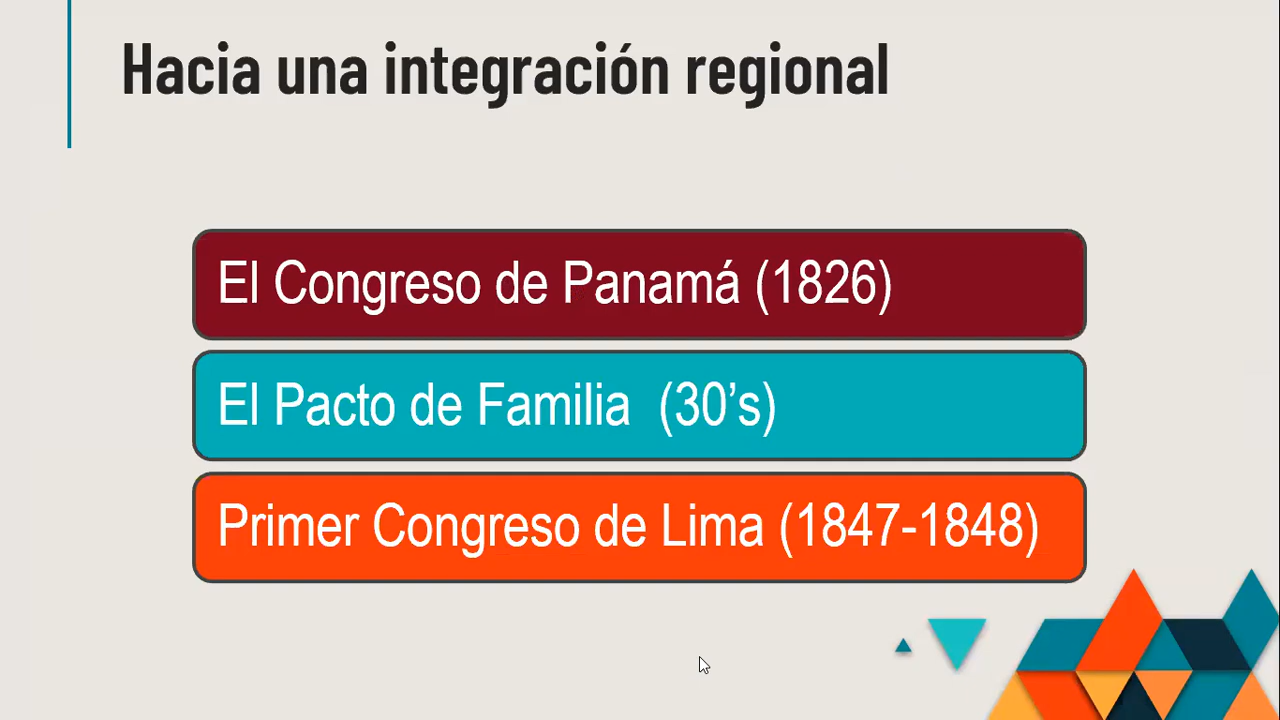 Hacia una integración regional
El Congreso de Panamá (1826)
El Pacto de Familia  (30’s)
Primer Congreso de Lima (1847-1848)